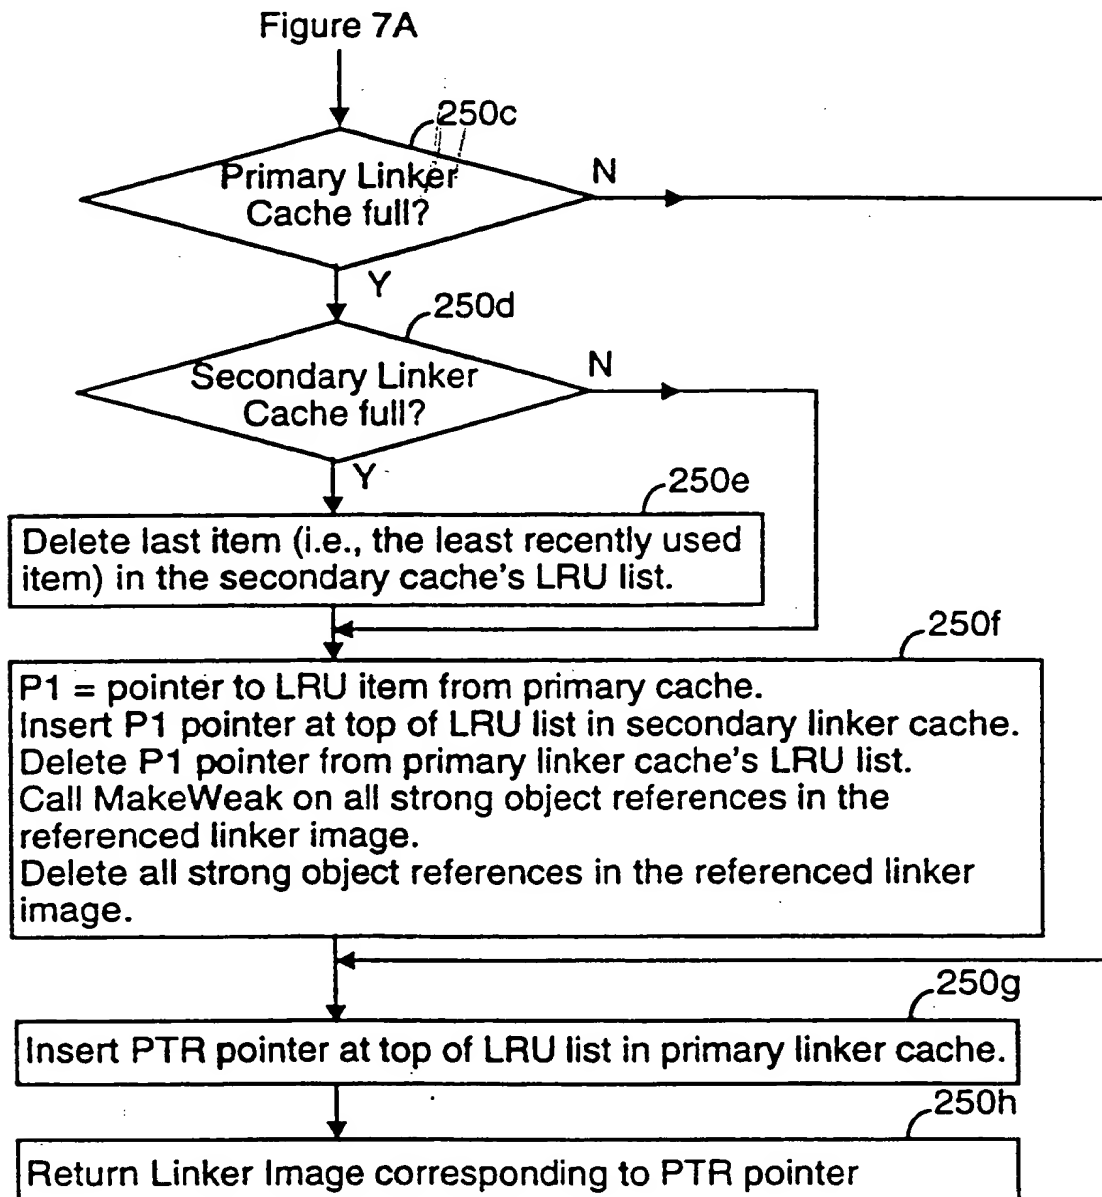 Figure 7A
250c
Primary Linker
Cache full?
N
Y
250d
Secondary Linker
Cache full?
N
Y
250e
Delete last item (i.e., the least recently used
item) in the secondary cache's LRU list.
250f
P1 = pointer to LRU item from primary cache.
Insert P1 pointer at top of LRU list in secondary linker cache.
Delete P1 pointer from primary linker cache's LRU list.
Call MakeWeak on all strong object references in the
referenced linker image.
Delete all strong object references in the referenced linker
image.
250g
Insert PTR pointer at top of LRU list in primary linker cache.
250h
Return Linker Image corresponding to PTR pointer